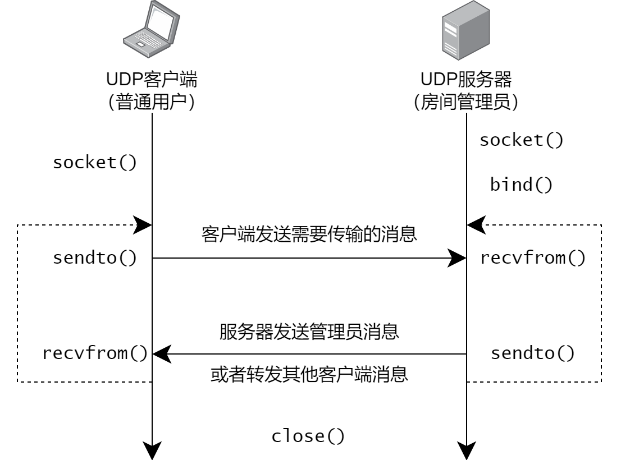 UDP客户端
（普通用户）
UDP服务器
（房间管理员）
socket()
socket()
bind()
客户端发送需要传输的消息
sendto()
recvfrom()
服务器发送管理员消息
recvfrom()
sendto()
或者转发其他客户端消息
close()